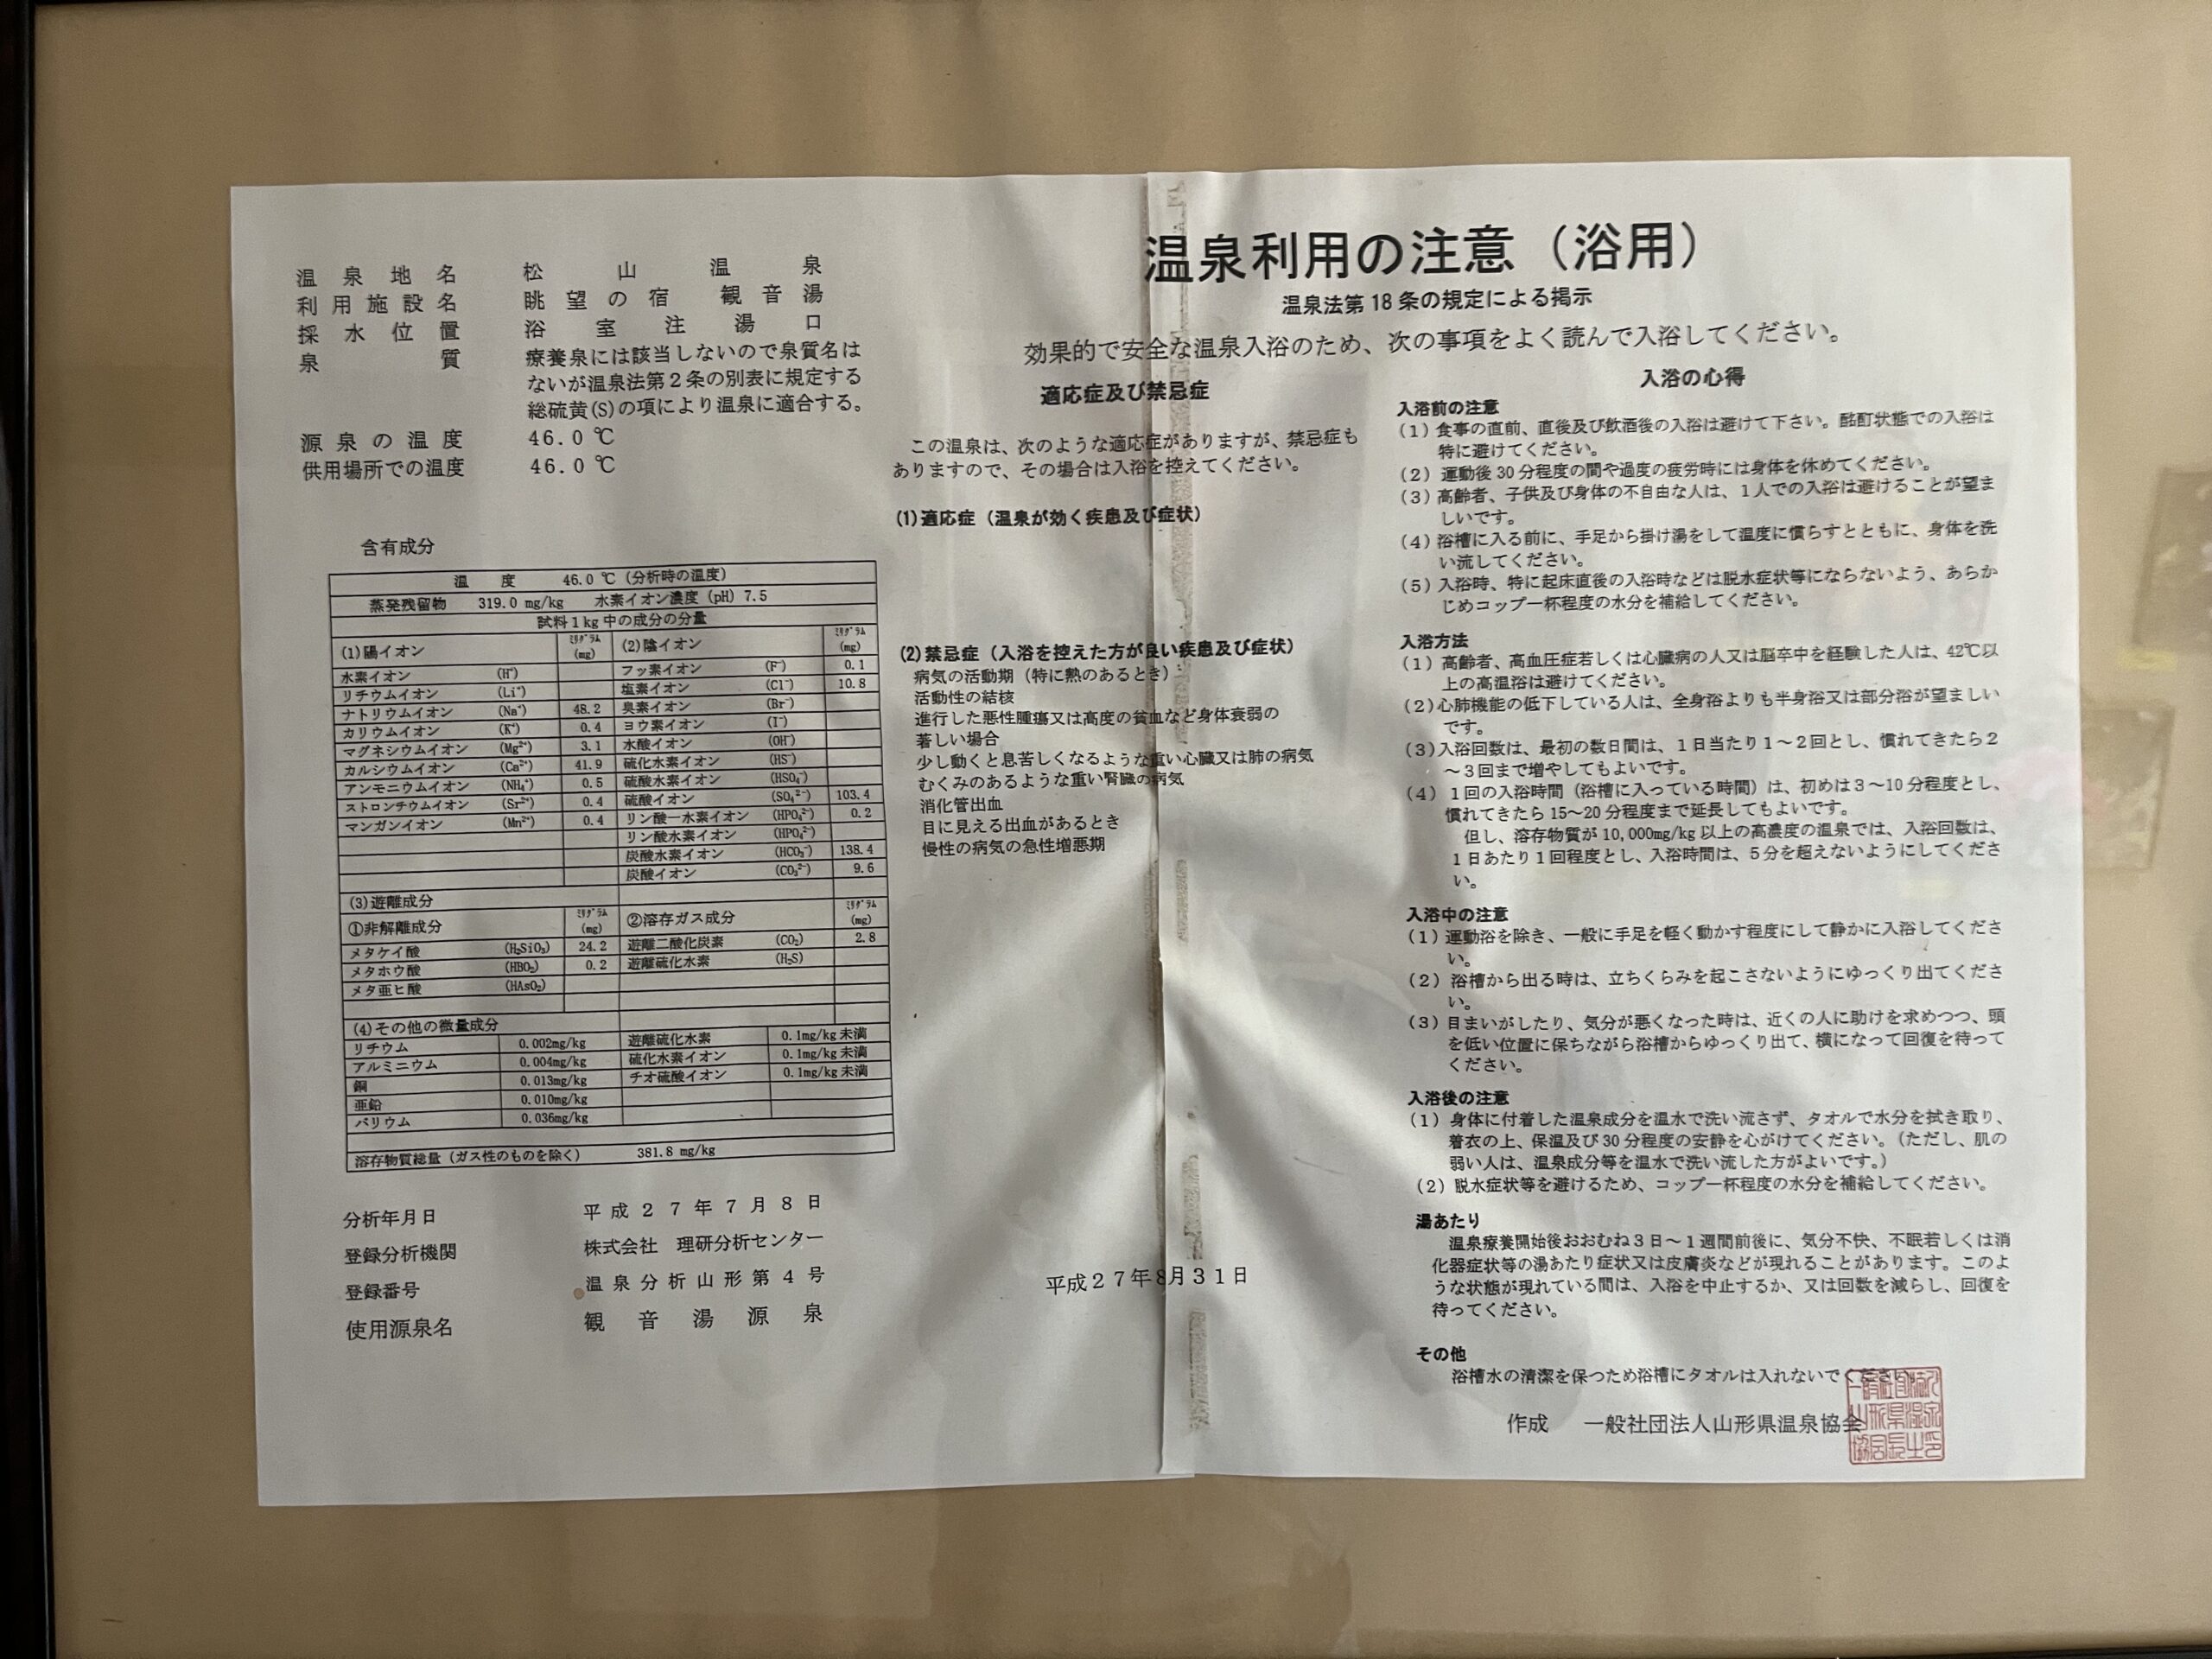 温泉利用の注意（浴用）
温泉法第18条の規定による掲示
効果的で安全な温泉入浴のため、次の事項をよく読んで入浴してください。
温泉地名 松山温泉
利用施設名 眺望の宿 観音湯
採水位置 浴室注湯口
泉質 療養泉には該当しないので泉質名は
ないが温泉法第２条の別表に規定する
総硫黄(S)の項により温泉に適合する。
源泉の温度 46.0 ℃
供用場所での温度 46.0 ℃
含有成分
温度 46.0 ℃ (分析時の温度)
蒸発残留物 319.0 mg/kg 水素イオン濃度 (pH) 7.5
試料１kg 中の成分の分量
(1)陽イオン ﾐﾘｸﾞﾗﾑ (mg) (2)陰イオン ﾐﾘｸﾞﾗﾑ (mg)
水素イオン (H⁺) フッ素イオン (F⁻) 0.1
リチウムイオン (Li⁺) 塩素イオン (Cl⁻) 10.8
ナトリウムイオン (Na⁺) 48.2 臭素イオン (Br⁻)
カリウムイオン (K⁺) 0.4 ヨウ素イオン (I⁻)
マグネシウムイオン (Mg²⁺) 3.1 水酸イオン (OH⁻)
カルシウムイオン (Ca²⁺) 41.9 硫化水素イオン (HS⁻)
アンモニウムイオン (NH₄⁺) 0.5 硫酸水素イオン (HSO₄⁻)
ストロンチウムイオン (Sr²⁺) 0.4 硫酸イオン (SO₄²⁻) 103.4
マンガンイオン (Mn²⁺) 0.4 リン酸一水素イオン (HPO₄²⁻) 0.2
リン酸水素イオン (HPO₄²⁻)
炭酸水素イオン (HCO₃⁻) 138.4
炭酸イオン (CO₃²⁻) 9.6
(3)遊離成分
①非解離成分 ﾐﾘｸﾞﾗﾑ (mg) ②溶存ガス成分 ﾐﾘｸﾞﾗﾑ (mg)
メタケイ酸 (H₂SiO₃) 24.2 遊離二酸化炭素 (CO₂) 2.8
メタホウ酸 (HBO₂) 0.2 遊離硫化水素 (H₂S)
メタ亜ヒ酸 (HAsO₂)
(4)その他の微量成分
リチウム 0.002mg/kg 遊離硫化水素 0.1mg/kg 未満
アルミニウム 0.004mg/kg 硫化水素イオン 0.1mg/kg 未満
銅 0.013mg/kg チオ硫酸イオン 0.1mg/kg 未満
亜鉛 0.010mg/kg
バリウム 0.036mg/kg
溶存物質総量（ガス性のものを除く） 381.8 mg/kg
分析年月日 平成２７年７月８日
登録分析機関 株式会社 理研分析センター
登録番号 温泉分析山形第４号
使用源泉名 観音湯源泉
適応症及び禁忌症
この温泉は、次のような適応症がありますが、禁忌症も
ありますので、その場合は入浴を控えてください。
(1)適応症（温泉が効く疾患及び症状）
(2)禁忌症（入浴を控えた方が良い疾患及び症状）
病気の活動期（特に熱のあるとき）
活動性の結核
進行した悪性腫瘍又は高度の貧血など身体衰弱の
著しい場合
少し動くと息苦しくなるような重い心臓又は肺の病気
むくみのあるような重い腎臓の病気
消化管出血
目に見える出血があるとき
慢性の病気の急性増悪期
平成２７年８月３１日
入浴の心得
入浴前の注意
(1) 食事の直前、直後及び飲酒後の入浴は避けて下さい。酩酊状態での入浴は
特に避けてください。
(2) 運動後30分程度の間や過度の疲労時には身体を休めてください。
(3) 高齢者、子供及び身体の不自由な人は、１人での入浴は避けることが望ま
しいです。
(4) 浴槽に入る前に、手足から掛け湯をして温度に慣らすとともに、身体を洗
い流してください。
(5) 入浴時、特に起床直後の入浴時などは脱水症状等にならないよう、あらか
じめコップ一杯程度の水分を補給してください。
入浴方法
(1) 高齢者、高血圧症若しくは心臓病の人又は脳卒中を経験した人は、42℃以
上の高温浴は避けてください。
(2) 心肺機能の低下している人は、全身浴よりも半身浴又は部分浴が望ましい
です。
(3) 入浴回数は、最初の数日間は、１日当たり１～２回とし、慣れてきたら２
～３回まで増やしてもよいです。
(4) １回の入浴時間（浴槽に入っている時間）は、初めは３～10分程度とし、
慣れてきたら15～20分程度まで延長してもよいです。
但し、溶存物質が10,000mg/kg以上の高濃度の温泉では、入浴回数は、
１日あたり１回程度とし、入浴時間は、５分を超えないようにしてくださ
い。
入浴中の注意
(1) 運動浴を除き、一般に手足を軽く動かす程度にして静かに入浴してくださ
い。
(2) 浴槽から出る時は、立ちくらみを起こさないようにゆっくり出てくださ
い。
(3) 目まいがしたり、気分が悪くなった時は、近くの人に助けを求めつつ、頭
を低い位置に保ちながら浴槽からゆっくり出て、横になって回復を待って
ください。
入浴後の注意
(1) 身体に付着した温泉成分を温水で洗い流さず、タオルで水分を拭き取り、
着衣の上、保温及び30分程度の安静を心がけてください。（ただし、肌の
弱い人は、温泉成分等を温水で洗い流した方がよいです。）
(2) 脱水症状等を避けるため、コップ一杯程度の水分を補給してください。
湯あたり
温泉療養開始後おおむね３日～１週間前後に、気分不快、不眠若しくは消
化器症状等の湯あたり症状又は皮膚炎などが現れることがあります。このよ
うな状態が現れている間は、入浴を中止するか、又は回数を減らし、回復を
待ってください。
その他
浴槽水の清潔を保つため浴槽にタオルは入れないでください。
作成 一般社団法人山形県温泉協会